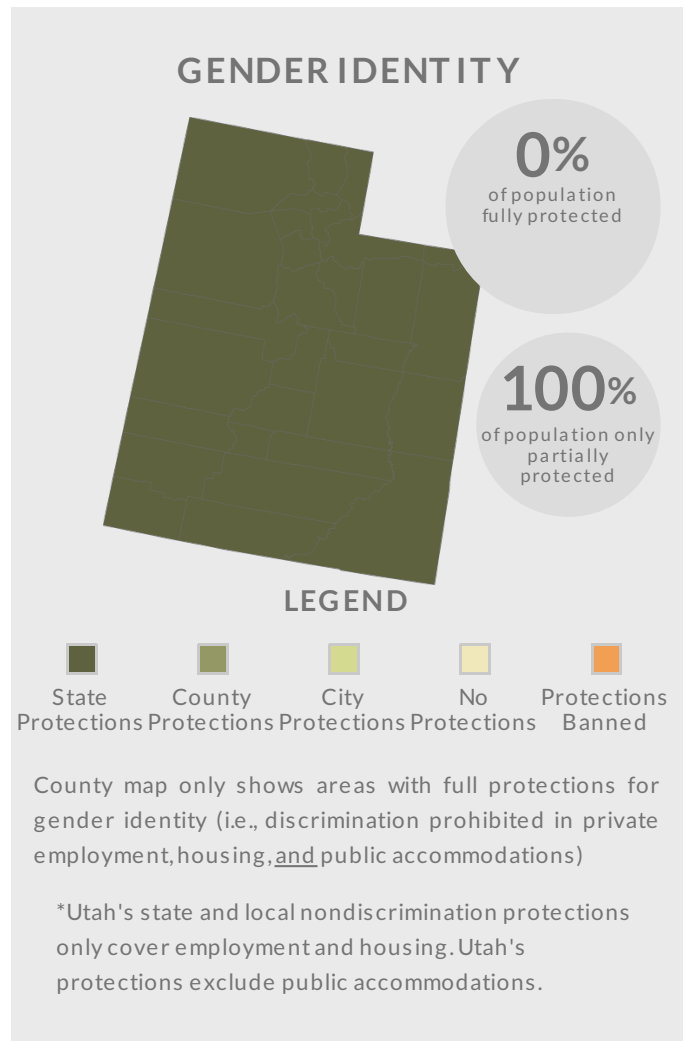 GENDER IDENTITY
0%
of population
fully protected
100%
of population only
partially
protected
LEGEND
State
Protections
County
Protections
City
Protections
No
Protections
Protections
Banned
County map only shows areas with full protections for
gender identity (i.e., discrimination prohibited in private
employment, housing, and public accommodations)
*Utah's state and local nondiscrimination protections
only cover employment and housing. Utah's
protections exclude public accommodations.